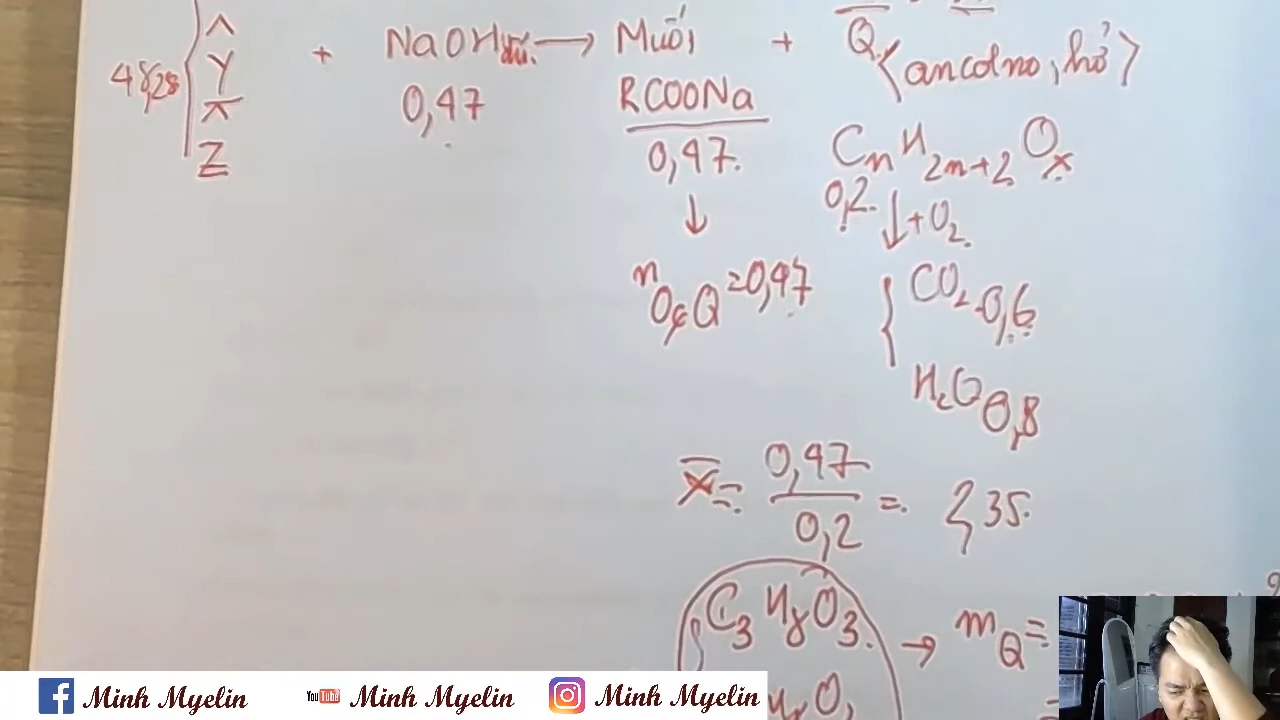 X
Y
Z
48,28
+ NaOH dư → Muối + Q
<ancol no, hở>
0,47
RCOONa
0,47
CnH2n+2Ox
0,2 ↓ +O2
nO/Q = 0,47
CO2 0,6
H2O 0,8
x̄ = 0,47 / 0,2 = 2,35
C3H8O3 → mQ =
Minh Myelin
YouTube Minh Myelin
Minh Myelin